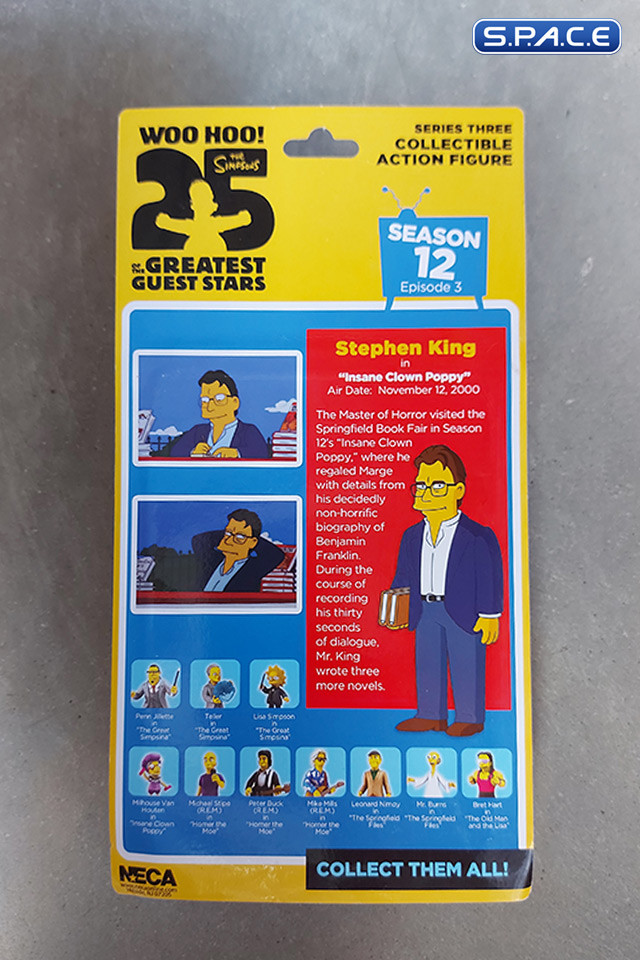 S.P.A.C.E
WOO HOO!
THE
SIMPSONS
25
OF THE
GREATEST
GUEST STARS
SERIES THREE
COLLECTIBLE
ACTION FIGURE
SEASON
12
Episode 3
Stephen King
in
"Insane Clown Poppy"
Air Date: November 12, 2000
The Master of Horror visited the
Springfield Book Fair in Season
12's "Insane Clown
Poppy," where he
regaled Marge
with details from
his decidedly
non-horrific
biography of
Benjamin
Franklin.
During the
course of
recording
his thirty
seconds
of dialogue,
Mr. King
wrote three
more novels.
Penn Jillette
in
"The Great
Simpsina"
Teller
in
"The Great
Simpsina"
Lisa Simpson
in
"The Great
Simpsina"
Milhouse Van
Houten
in
"Insane Clown
Poppy"
Michael Stipe
(R.E.M.)
in
"Homer the
Moe"
Peter Buck
(R.E.M.)
in
"Homer the
Moe"
Mike Mills
(R.E.M.)
in
"Homer the
Moe"
Leonard Nimoy
in
"The Springfield
Files"
Mr. Burns
in
"The Springfield
Files"
Bret Hart
in
"The Old Man
and the Lisa"
NECA
www.necaonline.com
COLLECT THEM ALL!